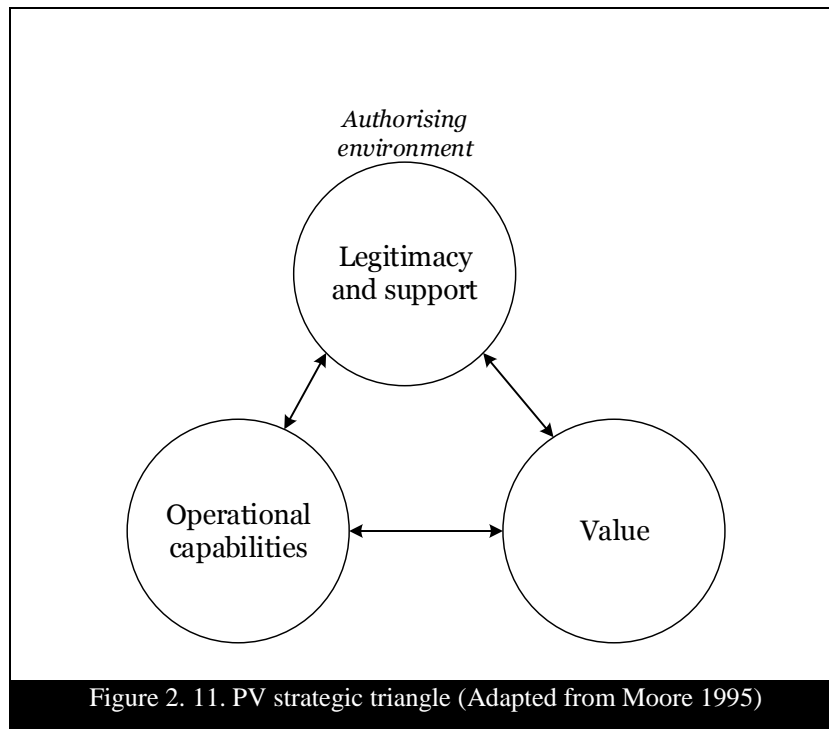 Authorising
environment
Legitimacy
and support
Operational
capabilities
Value
Figure 2. 11. PV strategic triangle (Adapted from Moore 1995)